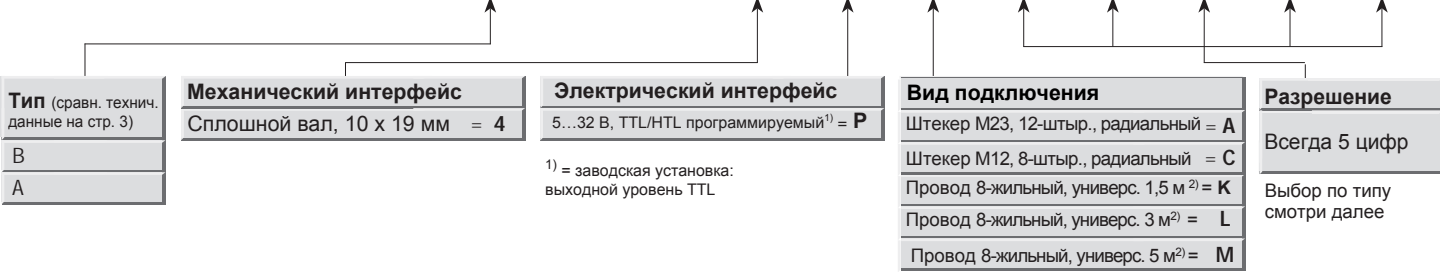 Тип (сравн. технич.
данные на стр. 3)
B
A
Механический интерфейс
Сплошной вал, 10 x 19 мм = 4
Электрический интерфейс
5…32 В, TTL/HTL программируемый1) = P
1) = заводская установка:
выходной уровень TTL
Вид подключения
Штекер M23, 12-штыр., радиальный = A
Штекер M12, 8-штыр., радиальный = C
Провод 8-жильный, универс. 1,5 м 2) = K
Провод 8-жильный, универс. 3 м2) = L
Провод 8-жильный, универс. 5 м2) = M
Разрешение
Всегда 5 цифр
Выбор по типу
смотри далее